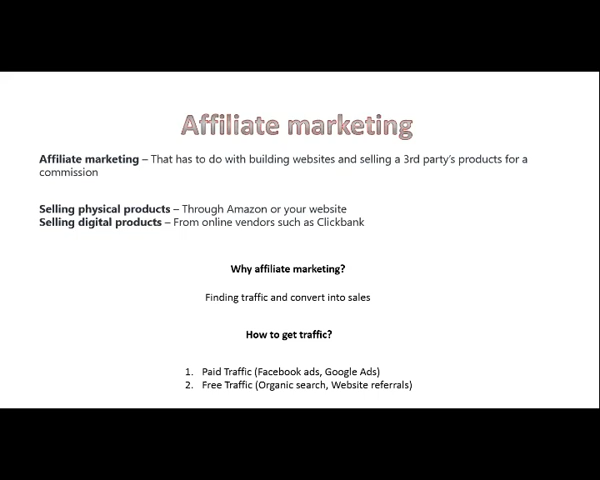 Affiliate marketing
Affiliate marketing – That has to do with building websites and selling a 3rd party's products for a
commission
Selling physical products – Through Amazon or your website
Selling digital products – From online vendors such as Clickbank
Why affiliate marketing?
Finding traffic and convert into sales
How to get traffic?
1. Paid Traffic (Facebook ads, Google Ads)
2. Free Traffic (Organic search, Website referrals)